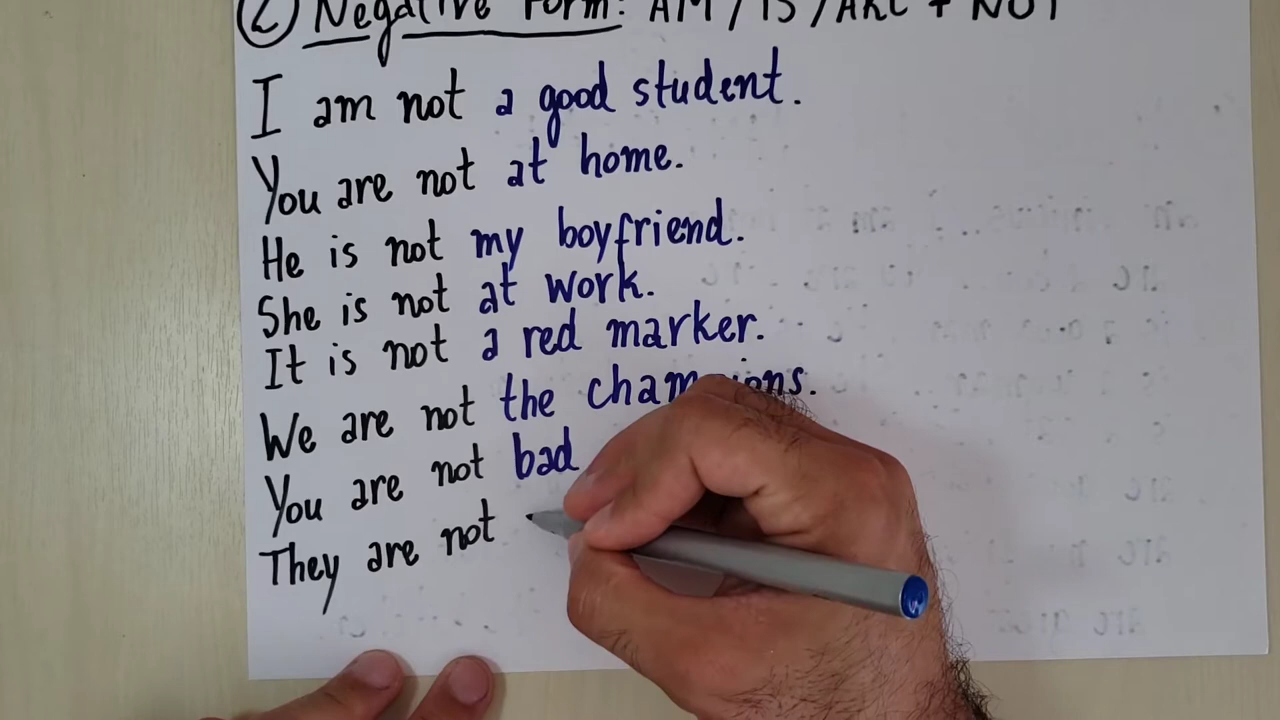 ② Negative Form: AM / IS / ARE + NOT
I am not a good student.
You are not at home.
He is not my boyfriend.
She is not at work.
It is not a red marker.
We are not the champions.
You are not bad
They are not